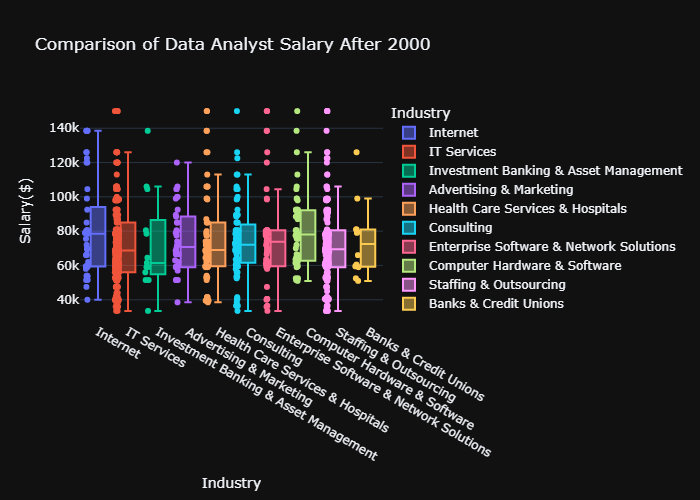 Comparison of Data Analyst Salary After 2000
Industry
Internet
IT Services
Investment Banking & Asset Management
Advertising & Marketing
Health Care Services & Hospitals
Consulting
Enterprise Software & Network Solutions
Computer Hardware & Software
Staffing & Outsourcing
Banks & Credit Unions
Salary($)
140k
120k
100k
80k
60k
40k
Internet
IT Services
Investment Banking & Asset Management
Advertising & Marketing
Health Care Services & Hospitals
Consulting
Enterprise Software & Network Solutions
Computer Hardware & Software
Staffing & Outsourcing
Banks & Credit Unions
Industry